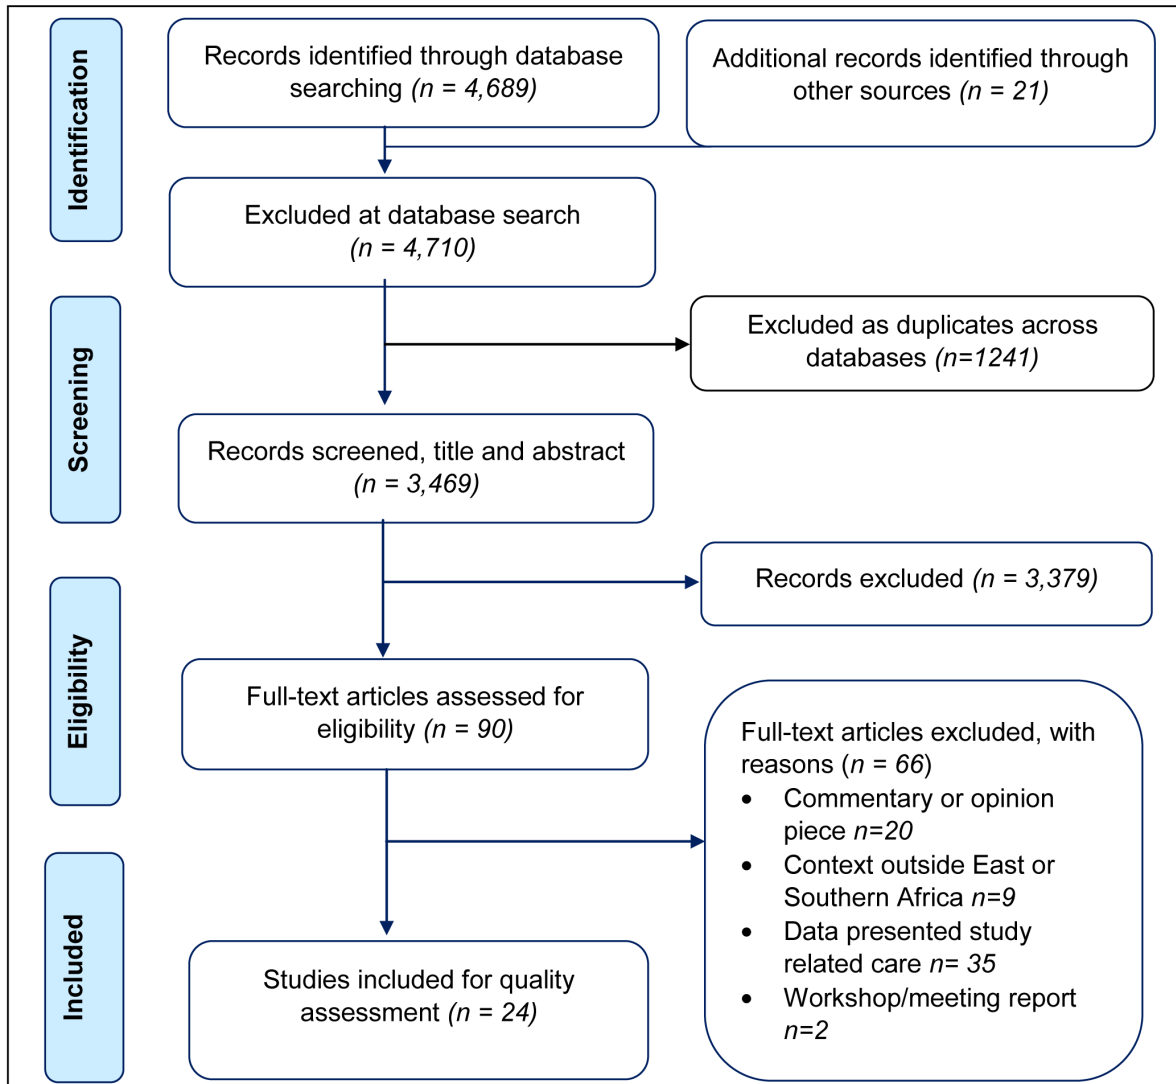 Identification
Records identified through database
searching (n = 4,689)
Additional records identified through
other sources (n = 21)
Excluded at database search
(n = 4,710)
Screening
Excluded as duplicates across
databases (n=1241)
Records screened, title and abstract
(n = 3,469)
Records excluded (n = 3,379)
Eligibility
Full-text articles assessed for
eligibility (n = 90)
Full-text articles excluded, with
reasons (n = 66)
• Commentary or opinion
piece n=20
• Context outside East or
Southern Africa n=9
• Data presented study
related care n= 35
• Workshop/meeting report
n=2
Included
Studies included for quality
assessment (n = 24)